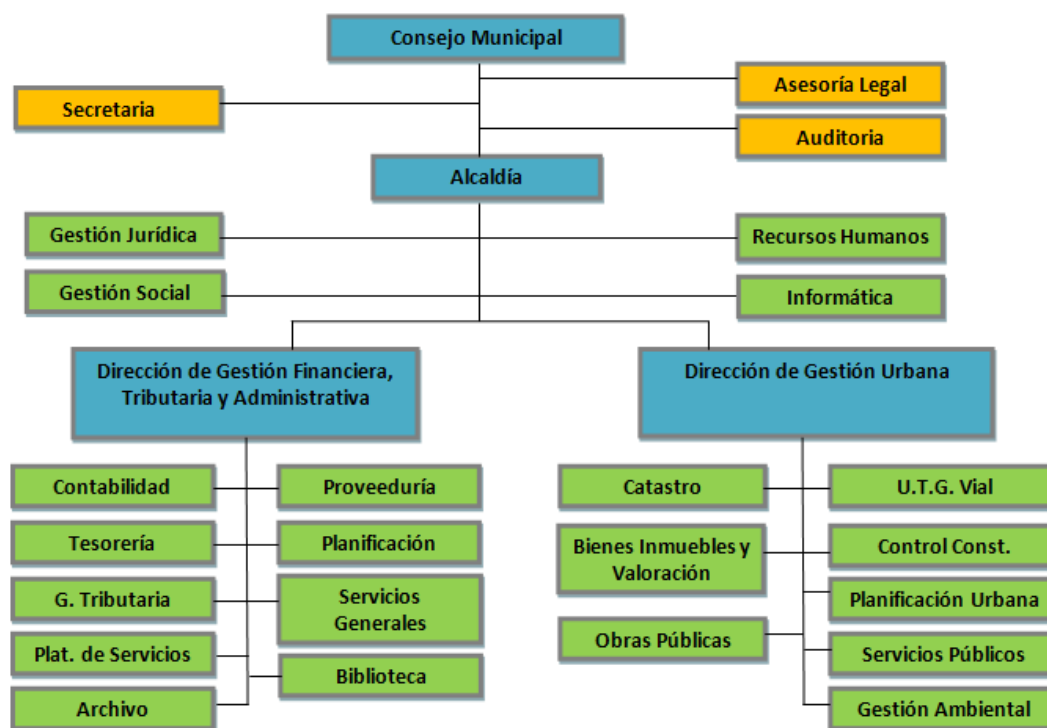 Consejo Municipal
Asesoría Legal
Secretaria
Auditoria
Alcaldía
Gestión Jurídica
Recursos Humanos
Gestión Social
Informática
Dirección de Gestión Financiera,
Tributaria y Administrativa
Dirección de Gestión Urbana
Contabilidad
Proveeduría
Tesorería
Planificación
G. Tributaria
Servicios
Generales
Plat. de Servicios
Biblioteca
Archivo
Catastro
U.T.G. Vial
Bienes Inmuebles y
Valoración
Control Const.
Planificación Urbana
Obras Públicas
Servicios Públicos
Gestión Ambiental